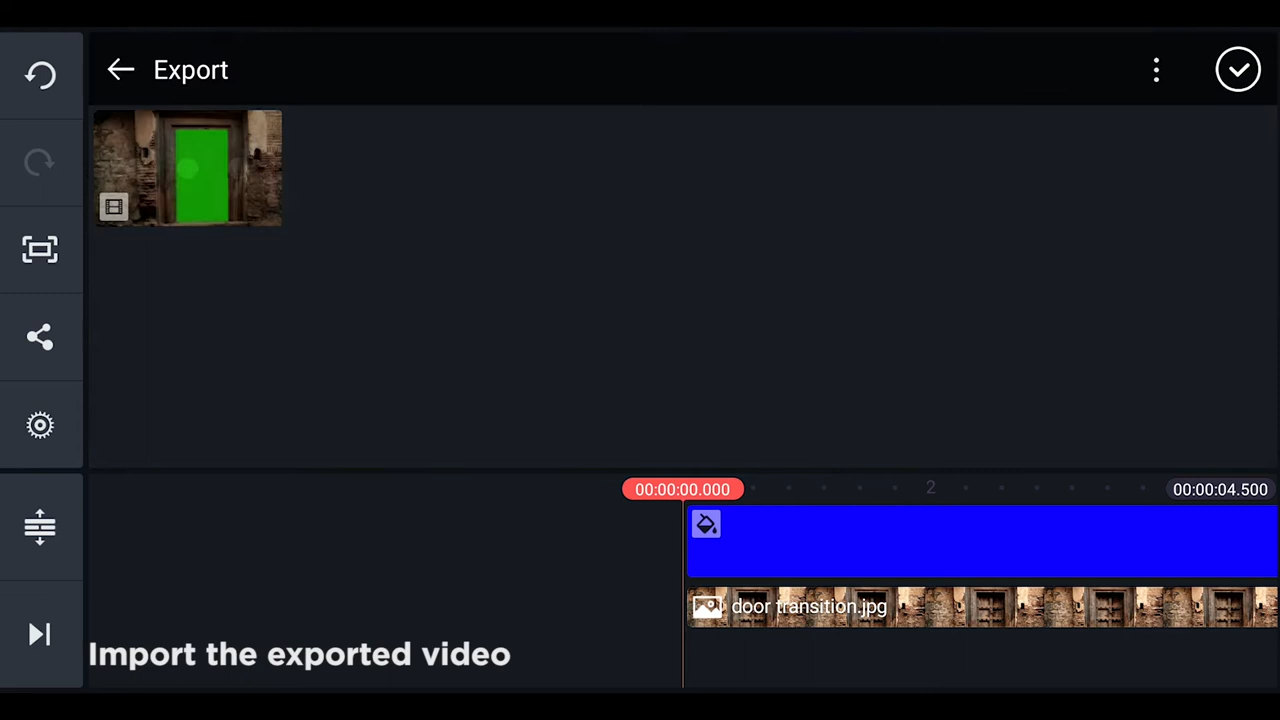 Export
00:00:00.000
2
00:00:04.500
door transition.jpg
Import the exported video